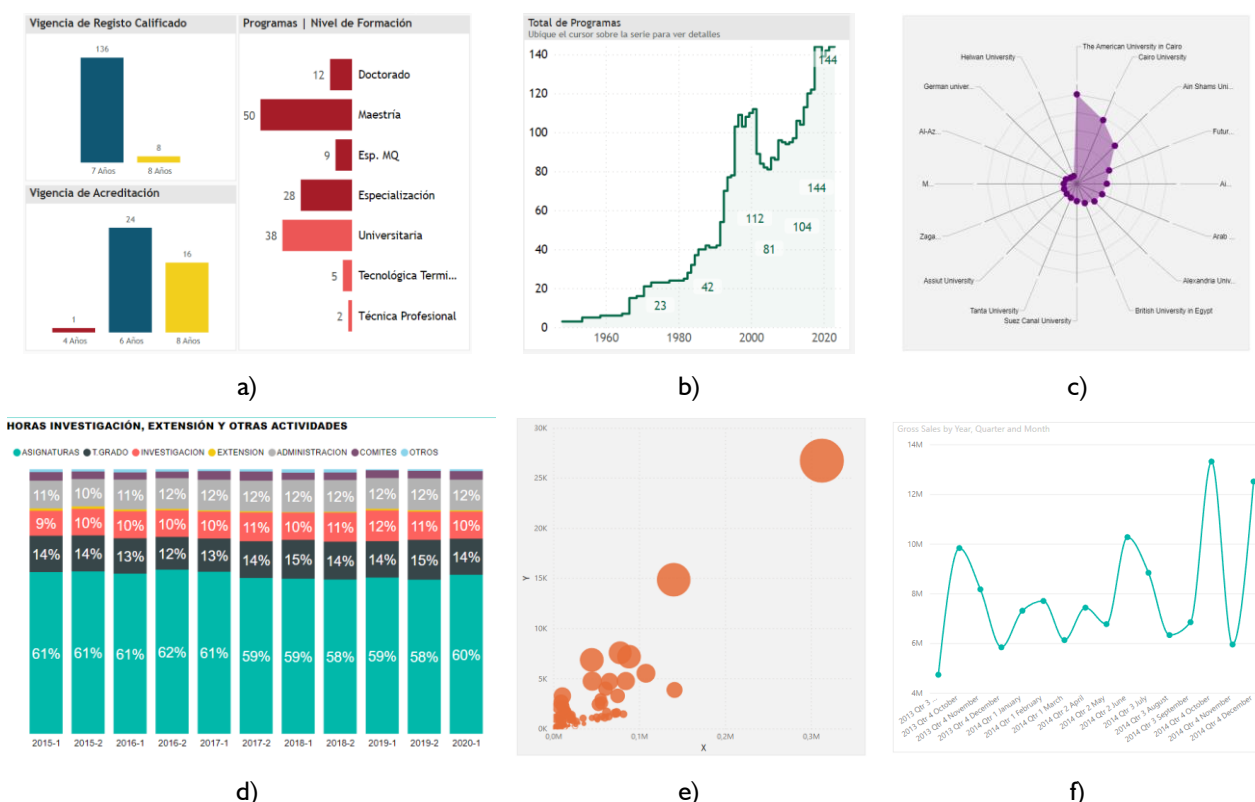 Vigencia de Registo Calificado
136
8
7 Años
8 Años
Vigencia de Acreditación
24
16
1
4 Años
6 Años
8 Años
Programas | Nivel de Formación
12 Doctorado
50 Maestría
9 Esp. MQ
28 Especialización
38 Universitaria
5 Tecnológica Termi...
2 Técnica Profesional
a)
Total de Programas
Ubique el cursor sobre la serie para ver detalles
140
120
100
80
60
40
20
0
144
144
112
104
81
42
23
1960 1980 2000 2020
b)
The American University in Cairo
Cairo University
Ain Shams Uni...
Futur...
Al...
Arab ...
Alexandria Univ...
British University in Egypt
Suez Canal University
Tanta University
Assiut University
Zaga...
M...
Al-Az...
German univer...
Helwan University
c)
HORAS INVESTIGACIÓN, EXTENSIÓN Y OTRAS ACTIVIDADES
ASIGNATURAS T.GRADO INVESTIGACION EXTENSION ADMINISTRACION COMITES OTROS
11% 10% 11% 12% 12% 12% 12% 12% 12% 12% 12%
9% 10% 10% 10% 10% 11% 10% 11% 12% 11% 10%
14% 14% 13% 12% 13% 14% 15% 14% 14% 15% 14%
61% 61% 61% 62% 61% 59% 59% 58% 59% 58% 60%
2015-1 2015-2 2016-1 2016-2 2017-1 2017-2 2018-1 2018-2 2019-1 2019-2 2020-1
d)
30K
25K
20K
15K
10K
5K
0K
Y
0,0M 0,1M 0,2M 0,3M
X
e)
Gross Sales by Year, Quarter and Month
14M
12M
10M
8M
6M
4M
2013 Qtr 3 ...
2013 Qtr 4 October
2013 Qtr 4 November
2013 Qtr 4 December
2014 Qtr 1 January
2014 Qtr 1 February
2014 Qtr 1 March
2014 Qtr 2 April
2014 Qtr 2 May
2014 Qtr 2 June
2014 Qtr 3 July
2014 Qtr 3 August
2014 Qtr 3 September
2014 Qtr 4 October
2014 Qtr 4 November
2014 Qtr 4 December
f)